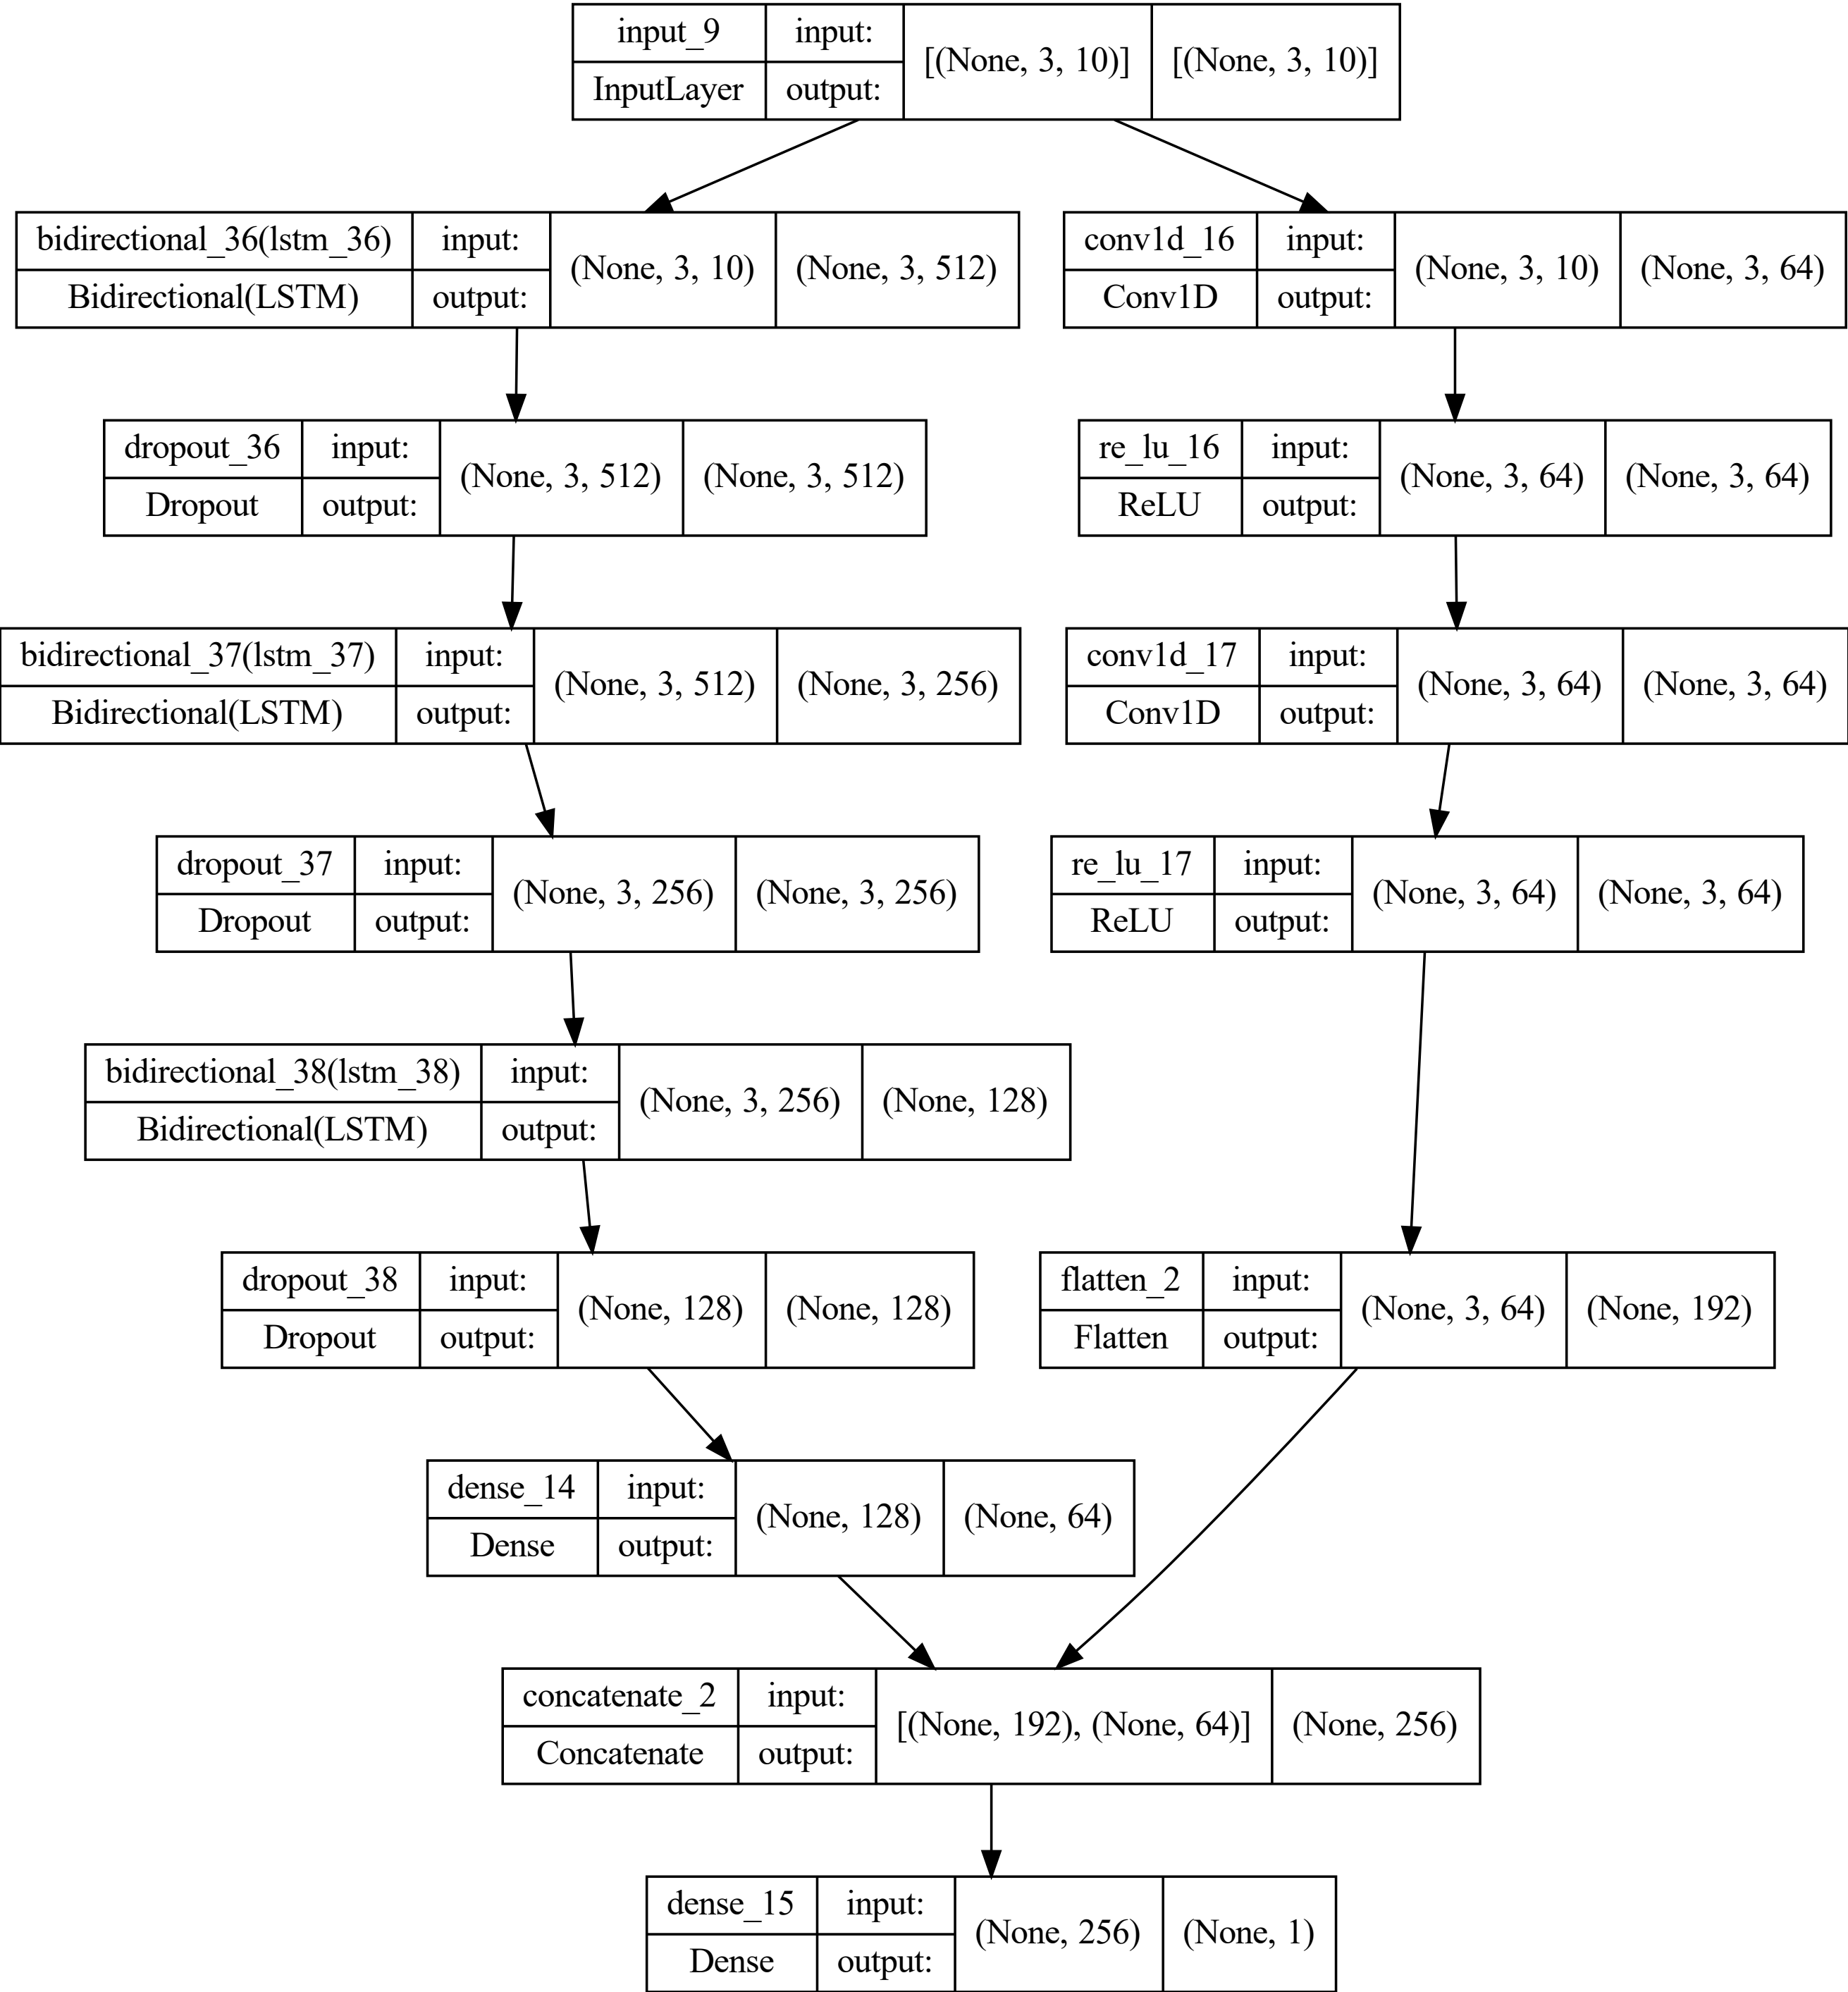 input_9
input:
[(None, 3, 10)]
[(None, 3, 10)]
InputLayer
output:
bidirectional_36(lstm_36)
input:
(None, 3, 10)
(None, 3, 512)
Bidirectional(LSTM)
output:
conv1d_16
input:
(None, 3, 10)
(None, 3, 64)
Conv1D
output:
dropout_36
input:
(None, 3, 512)
(None, 3, 512)
Dropout
output:
re_lu_16
input:
(None, 3, 64)
(None, 3, 64)
ReLU
output:
bidirectional_37(lstm_37)
input:
(None, 3, 512)
(None, 3, 256)
Bidirectional(LSTM)
output:
conv1d_17
input:
(None, 3, 64)
(None, 3, 64)
Conv1D
output:
dropout_37
input:
(None, 3, 256)
(None, 3, 256)
Dropout
output:
re_lu_17
input:
(None, 3, 64)
(None, 3, 64)
ReLU
output:
bidirectional_38(lstm_38)
input:
(None, 3, 256)
(None, 128)
Bidirectional(LSTM)
output:
dropout_38
input:
(None, 128)
(None, 128)
Dropout
output:
flatten_2
input:
(None, 3, 64)
(None, 192)
Flatten
output:
dense_14
input:
(None, 128)
(None, 64)
Dense
output:
concatenate_2
input:
[(None, 192), (None, 64)]
(None, 256)
Concatenate
output:
dense_15
input:
(None, 256)
(None, 1)
Dense
output: